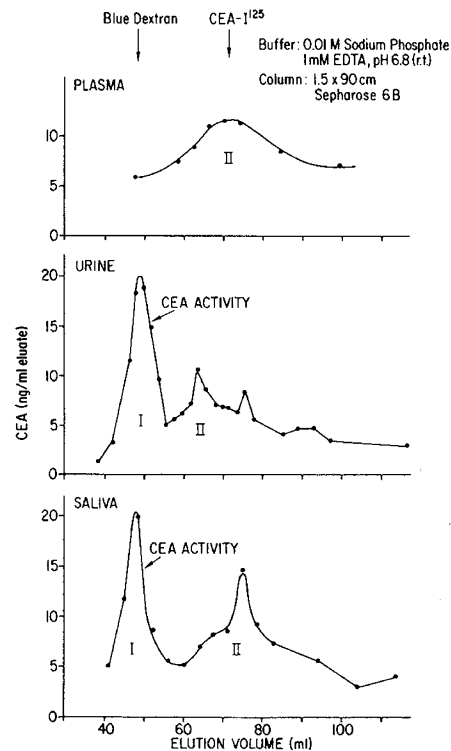 Blue Dextran
CEA-I125
Buffer: 0.01 M Sodium Phosphate
1mM EDTA, pH 6.8 (r.t.)
Column: 1.5 x 90cm
Sepharose 6B
PLASMA
10
5
0
II
URINE
20
15
10
5
0
CEA ACTIVITY
I
II
CEA (ng/ml eluate)
SALIVA
20
15
10
5
0
CEA ACTIVITY
I
II
40
60
80
100
ELUTION VOLUME (ml)